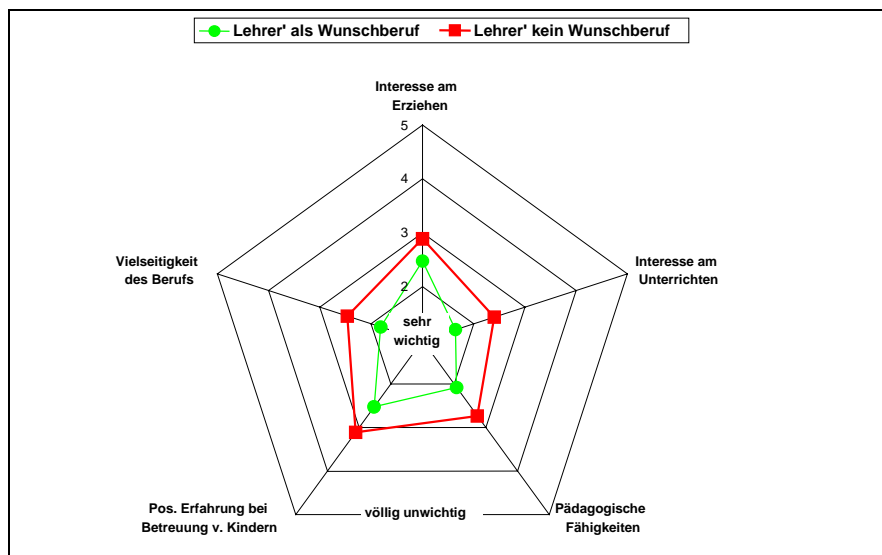 Lehrer' als Wunschberuf
Lehrer' kein Wunschberuf
Interesse am
Erziehen
5
4
3
2
sehr
wichtig
Interesse am
Unterrichten
Vielseitigkeit
des Berufs
Pos. Erfahrung bei
Betreuung v. Kindern
völlig unwichtig
Pädagogische
Fähigkeiten